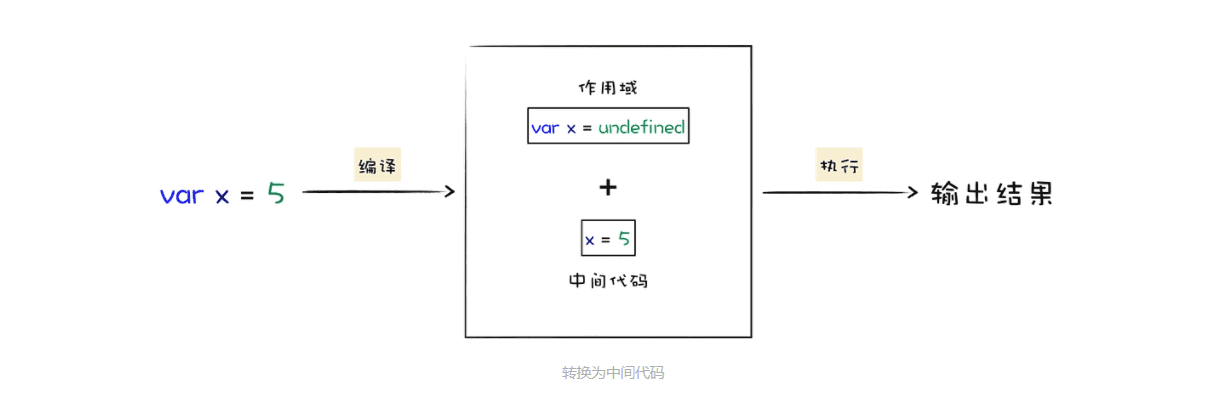 作用域
var x = undefined
编译
+
执行
var x = 5
输出结果
x = 5
中间代码
转换为中间代码